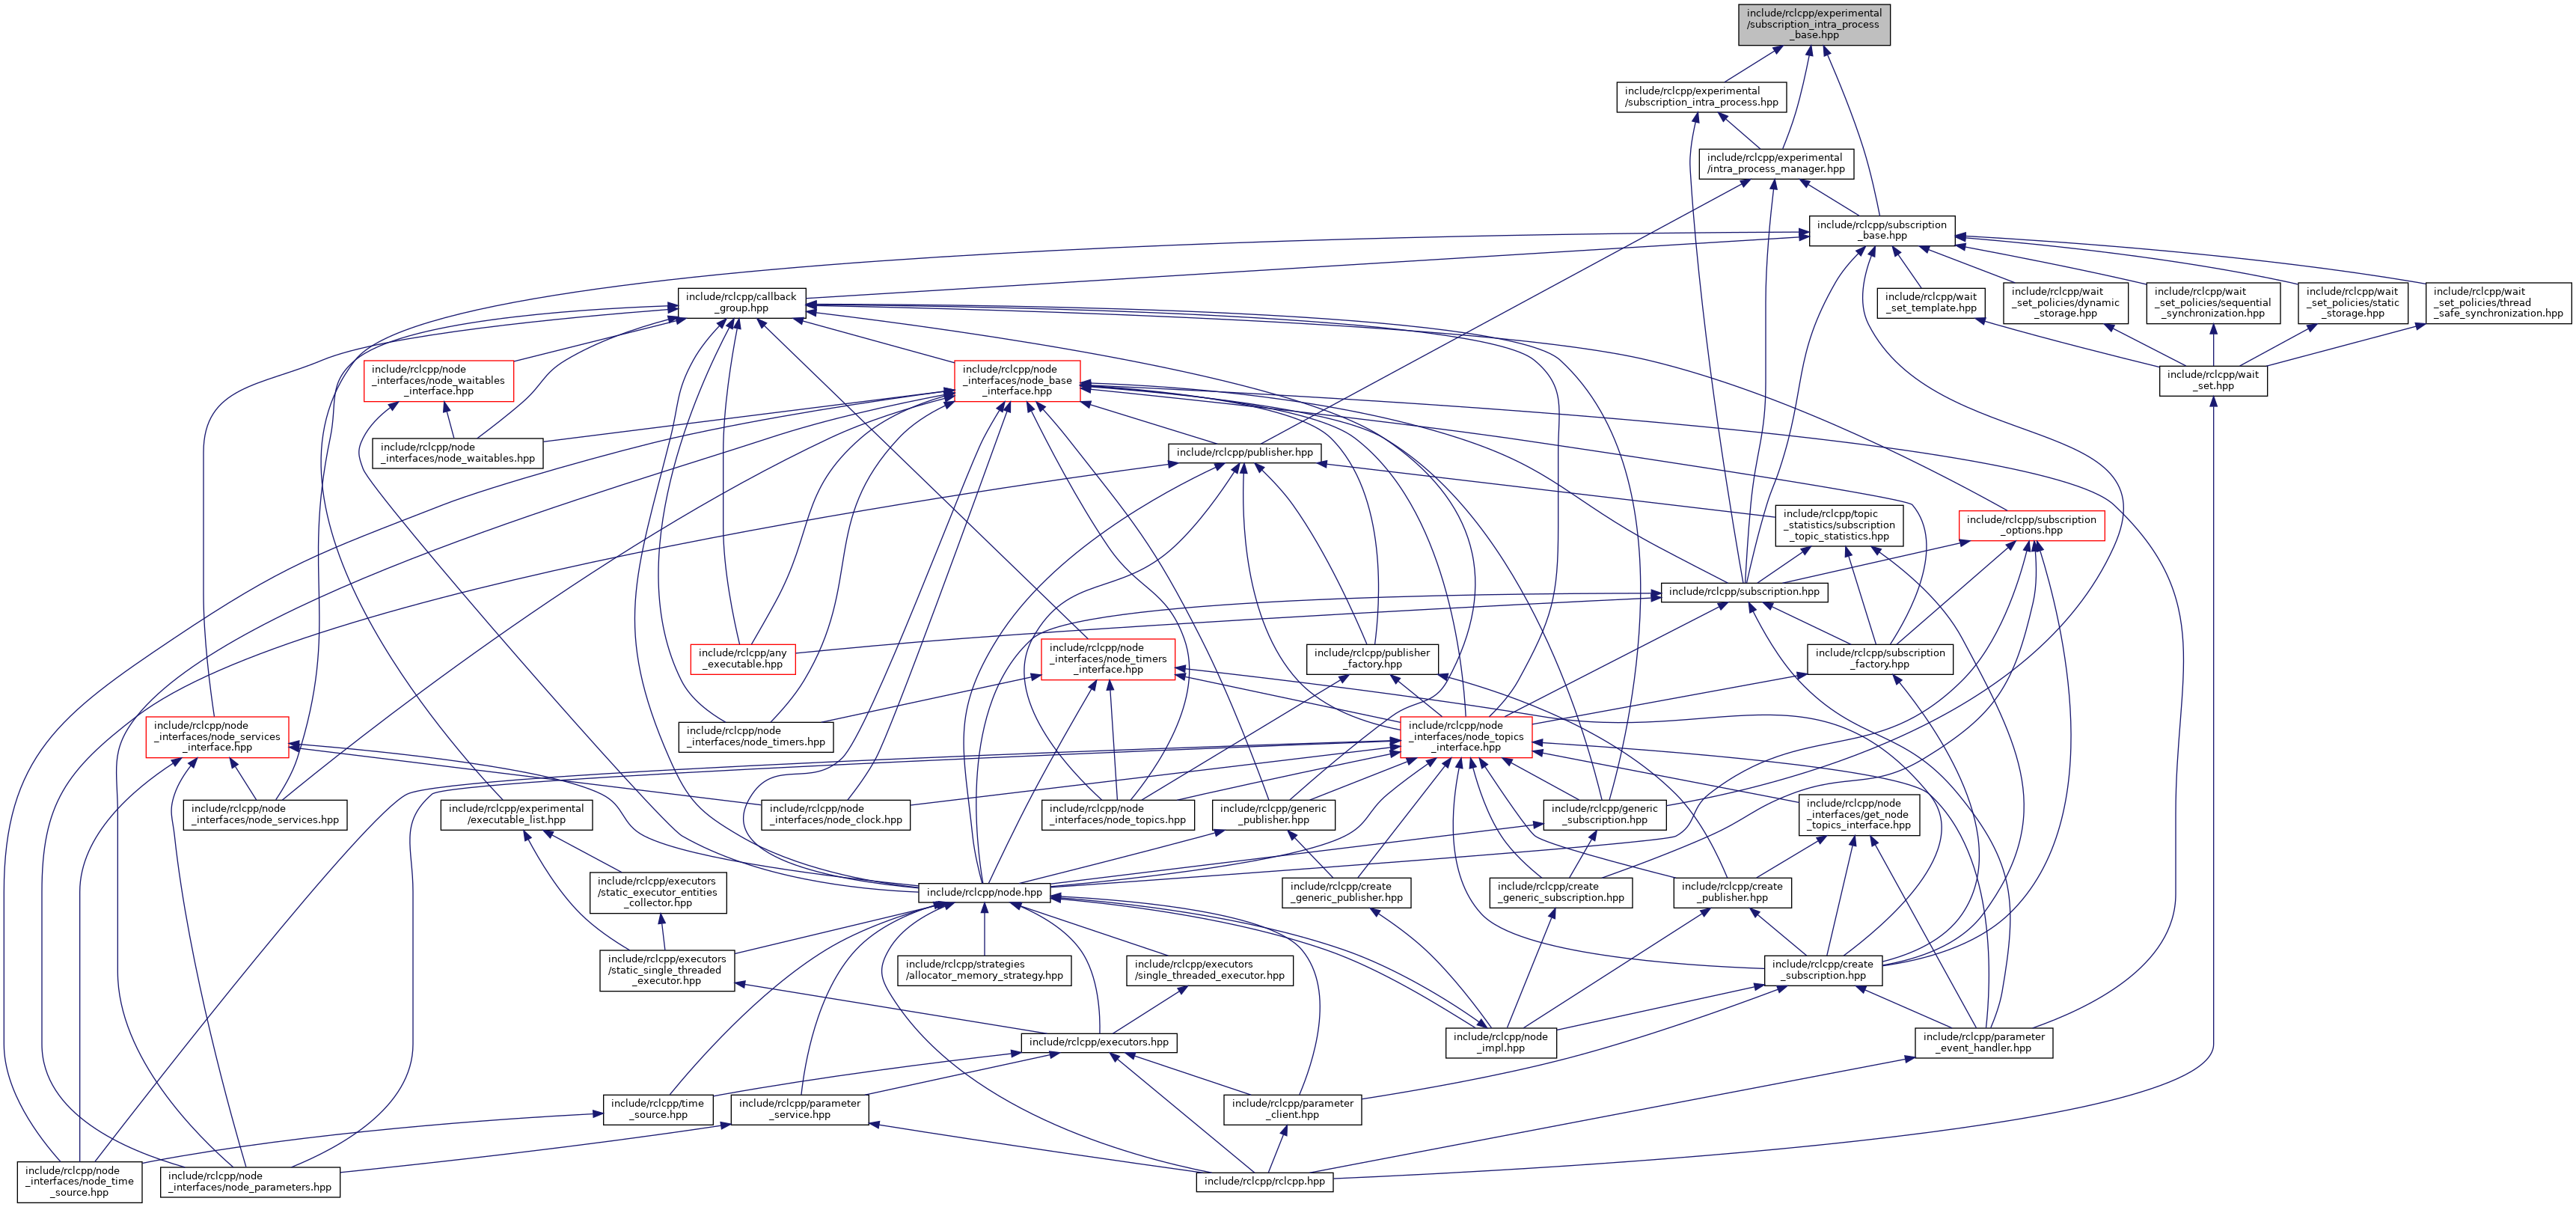 include/rclcpp/experimental
/subscription_intra_process
_base.hpp
include/rclcpp/experimental
/subscription_intra_process.hpp
include/rclcpp/experimental
/intra_process_manager.hpp
include/rclcpp/subscription
_base.hpp
include/rclcpp/callback
_group.hpp
include/rclcpp/wait
_set_template.hpp
include/rclcpp/wait
_set_policies/dynamic
_storage.hpp
include/rclcpp/wait
_set_policies/sequential
_synchronization.hpp
include/rclcpp/wait
_set_policies/static
_storage.hpp
include/rclcpp/wait
_set_policies/thread
_safe_synchronization.hpp
include/rclcpp/node
_interfaces/node_waitables
_interface.hpp
include/rclcpp/node
_interfaces/node_base
_interface.hpp
include/rclcpp/wait
_set.hpp
include/rclcpp/node
_interfaces/node_waitables.hpp
include/rclcpp/publisher.hpp
include/rclcpp/topic
_statistics/subscription
_topic_statistics.hpp
include/rclcpp/subscription
_options.hpp
include/rclcpp/subscription.hpp
include/rclcpp/any
_executable.hpp
include/rclcpp/node
_interfaces/node_timers
_interface.hpp
include/rclcpp/publisher
_factory.hpp
include/rclcpp/subscription
_factory.hpp
include/rclcpp/node
_interfaces/node_services
_interface.hpp
include/rclcpp/node
_interfaces/node_timers.hpp
include/rclcpp/node
_interfaces/node_topics
_interface.hpp
include/rclcpp/node
_interfaces/node_services.hpp
include/rclcpp/experimental
/executable_list.hpp
include/rclcpp/node
_interfaces/node_clock.hpp
include/rclcpp/node
_interfaces/node_topics.hpp
include/rclcpp/generic
_publisher.hpp
include/rclcpp/generic
_subscription.hpp
include/rclcpp/node
_interfaces/get_node
_topics_interface.hpp
include/rclcpp/executors
/static_executor_entities
_collector.hpp
include/rclcpp/node.hpp
include/rclcpp/create
_generic_publisher.hpp
include/rclcpp/create
_generic_subscription.hpp
include/rclcpp/create
_publisher.hpp
include/rclcpp/executors
/static_single_threaded
_executor.hpp
include/rclcpp/strategies
/allocator_memory_strategy.hpp
include/rclcpp/executors
/single_threaded_executor.hpp
include/rclcpp/create
_subscription.hpp
include/rclcpp/executors.hpp
include/rclcpp/node
_impl.hpp
include/rclcpp/parameter
_event_handler.hpp
include/rclcpp/time
_source.hpp
include/rclcpp/parameter
_service.hpp
include/rclcpp/parameter
_client.hpp
include/rclcpp/node
_interfaces/node_time
_source.hpp
include/rclcpp/node
_interfaces/node_parameters.hpp
include/rclcpp/rclcpp.hpp